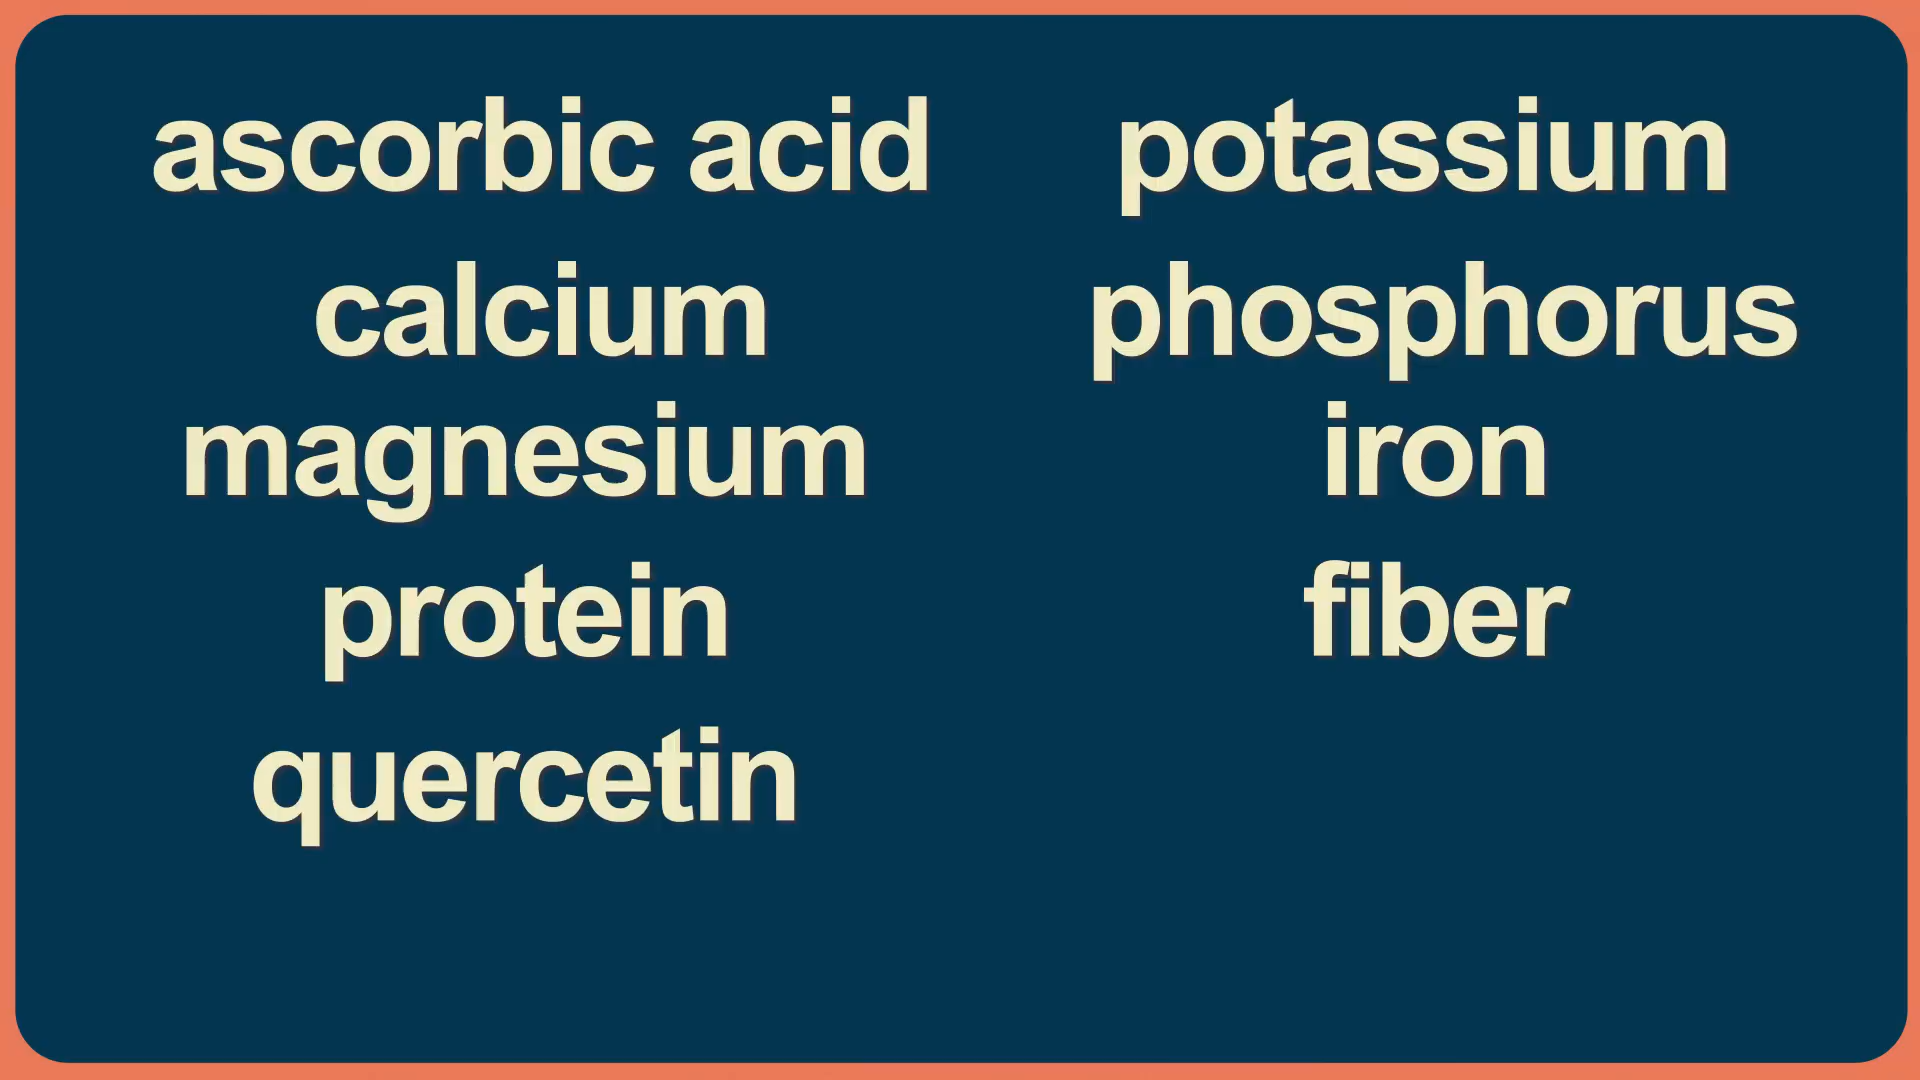 ascorbic acid
calcium
magnesium
protein
quercetin
potassium
phosphorus
iron
fiber